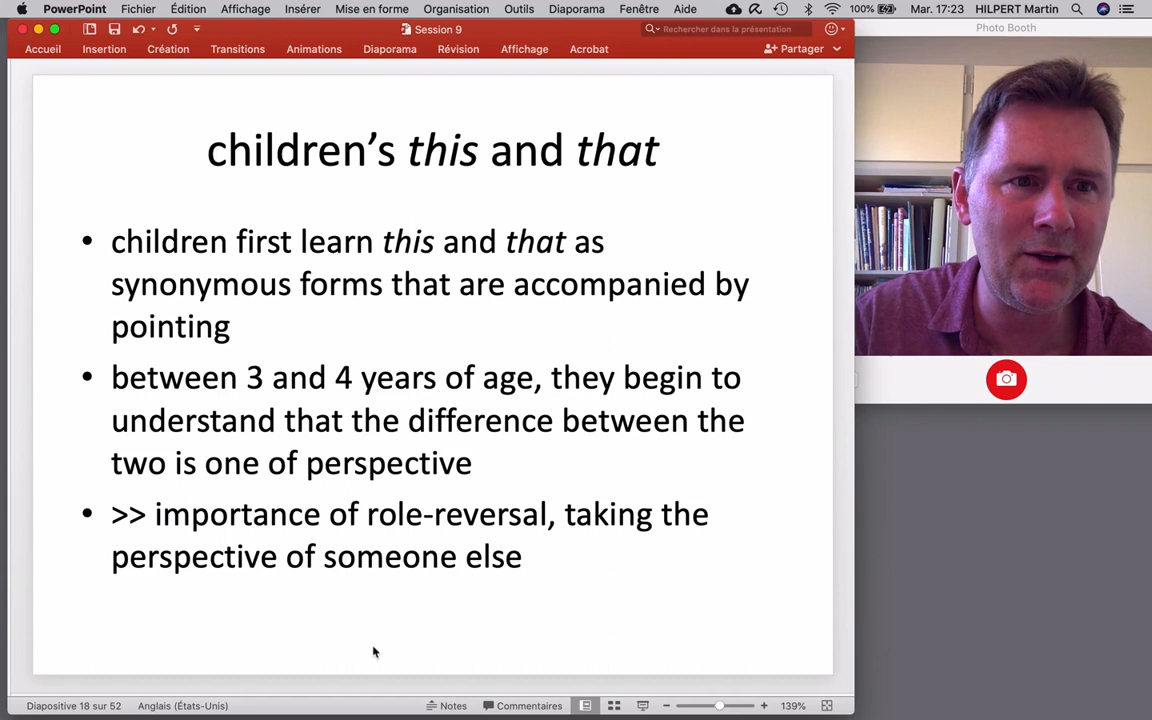 PowerPoint Fichier Édition Affichage Insérer Mise en forme Organisation Outils Diaporama Fenêtre Aide 100% Mar. 17:23 HILPERT Martin
Session 9
Rechercher dans la présentation
Photo Booth
Accueil Insertion Création Transitions Animations Diaporama Révision Affichage Acrobat Partager
children’s this and that
• children first learn this and that as
synonymous forms that are accompanied by
pointing
• between 3 and 4 years of age, they begin to
understand that the difference between the
two is one of perspective
• >> importance of role-reversal, taking the
perspective of someone else
Diapositive 18 sur 52 Anglais (États-Unis) Notes Commentaires 139%